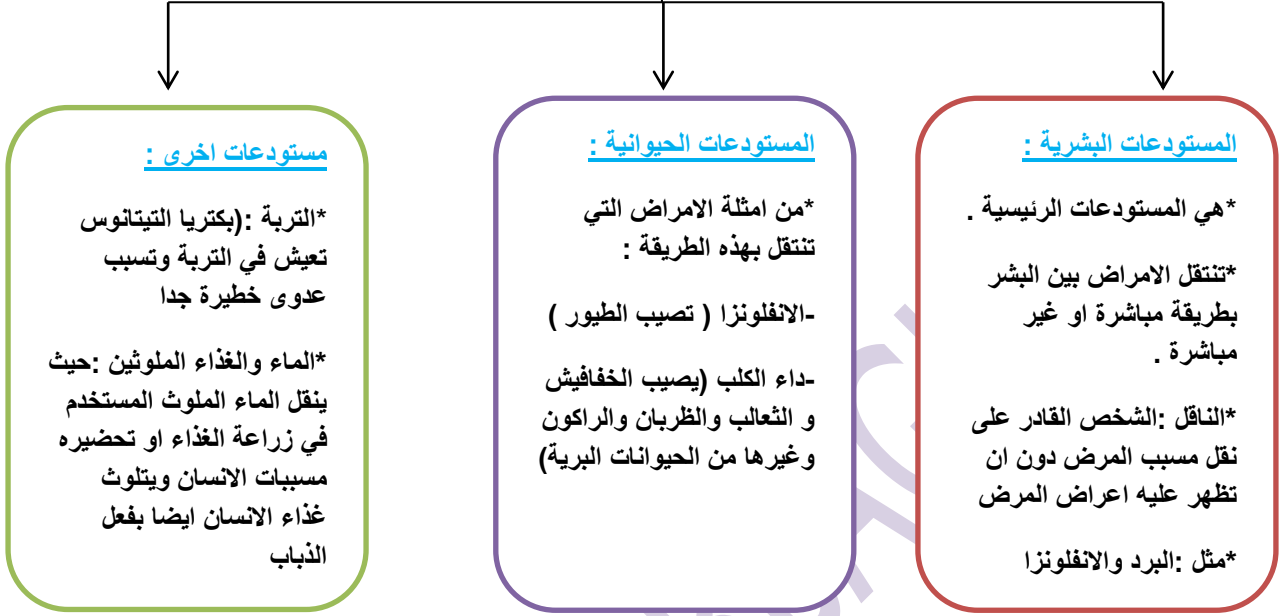 المستودعات البشرية :
*هي المستودعات الرئيسية .
*تنتقل الامراض بين البشر
بطريقة مباشرة او غير
مباشرة .
*الناقل :الشخص القادر على
نقل مسبب المرض دون ان
تظهر عليه اعراض المرض
*مثل :البرد والانفلونزا
المستودعات الحيوانية :
*من امثلة الامراض التي
تنتقل بهذه الطريقة :
-الانفلونزا ( تصيب الطيور )
-داء الكلب (يصيب الخفافيش
و الثعالب والظربان والراكون
وغيرها من الحيوانات البرية)
مستودعات اخرى :
*التربة :(بكتريا التيتانوس
تعيش في التربة وتسبب
عدوى خطيرة جدا
*الماء والغذاء الملوثين :حيث
ينقل الماء الملوث المستخدم
في زراعة الغذاء او تحضيره
مسببات الانسان ويتلوث
غذاء الانسان ايضا بفعل
الذباب